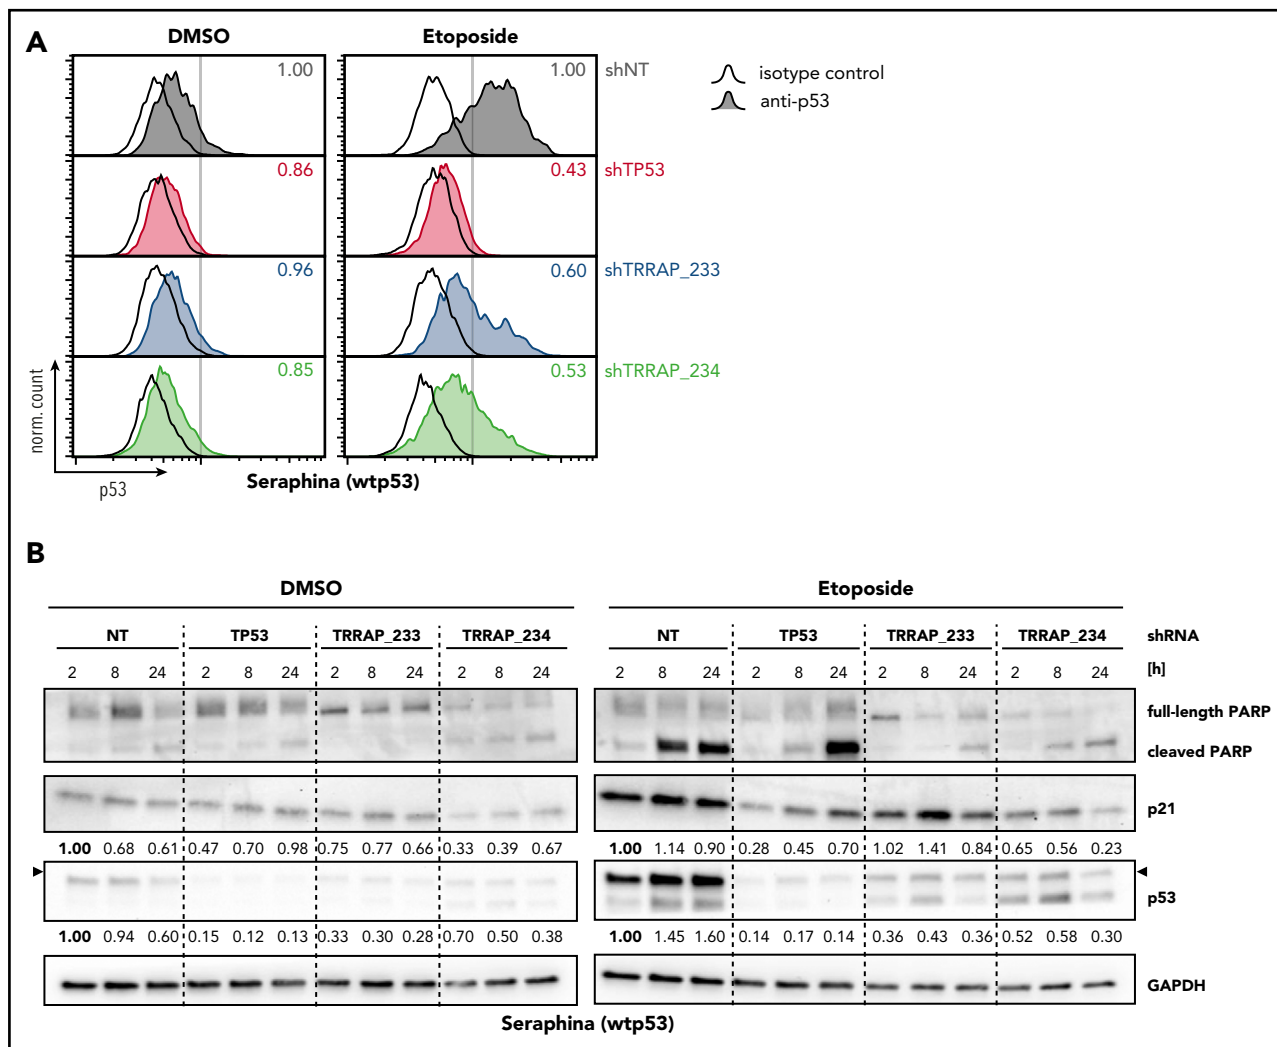 A
DMSO Etoposide
1.00 1.00 shNT
isotype control
anti-p53
0.86 0.43 shTP53
0.96 0.60 shTRRAP_233
0.85 0.53 shTRRAP_234
norm. count
p53
Seraphina (wtp53)
B
DMSO Etoposide
NT TP53 TRRAP_233 TRRAP_234 NT TP53 TRRAP_233 TRRAP_234 shRNA
2 8 24 2 8 24 2 8 24 2 8 24 2 8 24 2 8 24 2 8 24 2 8 24 [h]
full-length PARP
cleaved PARP
p21
1.00 0.68 0.61 0.47 0.70 0.98 0.75 0.77 0.66 0.33 0.39 0.67 1.00 1.14 0.90 0.28 0.45 0.70 1.02 1.41 0.84 0.65 0.56 0.23
p53
1.00 0.94 0.60 0.15 0.12 0.13 0.33 0.30 0.28 0.70 0.50 0.38 1.00 1.45 1.60 0.14 0.17 0.14 0.36 0.43 0.36 0.52 0.58 0.30
GAPDH
Seraphina (wtp53)